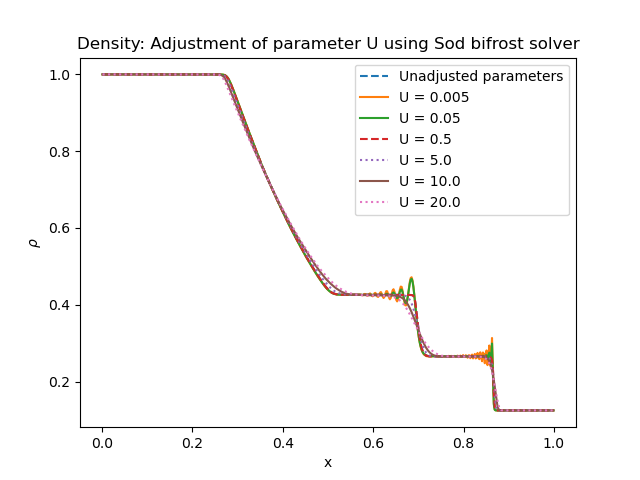 Density: Adjustment of parameter U using Sod bifrost solver
Unadjusted parameters
U = 0.005
U = 0.05
U = 0.5
U = 5.0
U = 10.0
U = 20.0
ρ
1.0
0.8
0.6
0.4
0.2
0.0 0.2 0.4 0.6 0.8 1.0
x